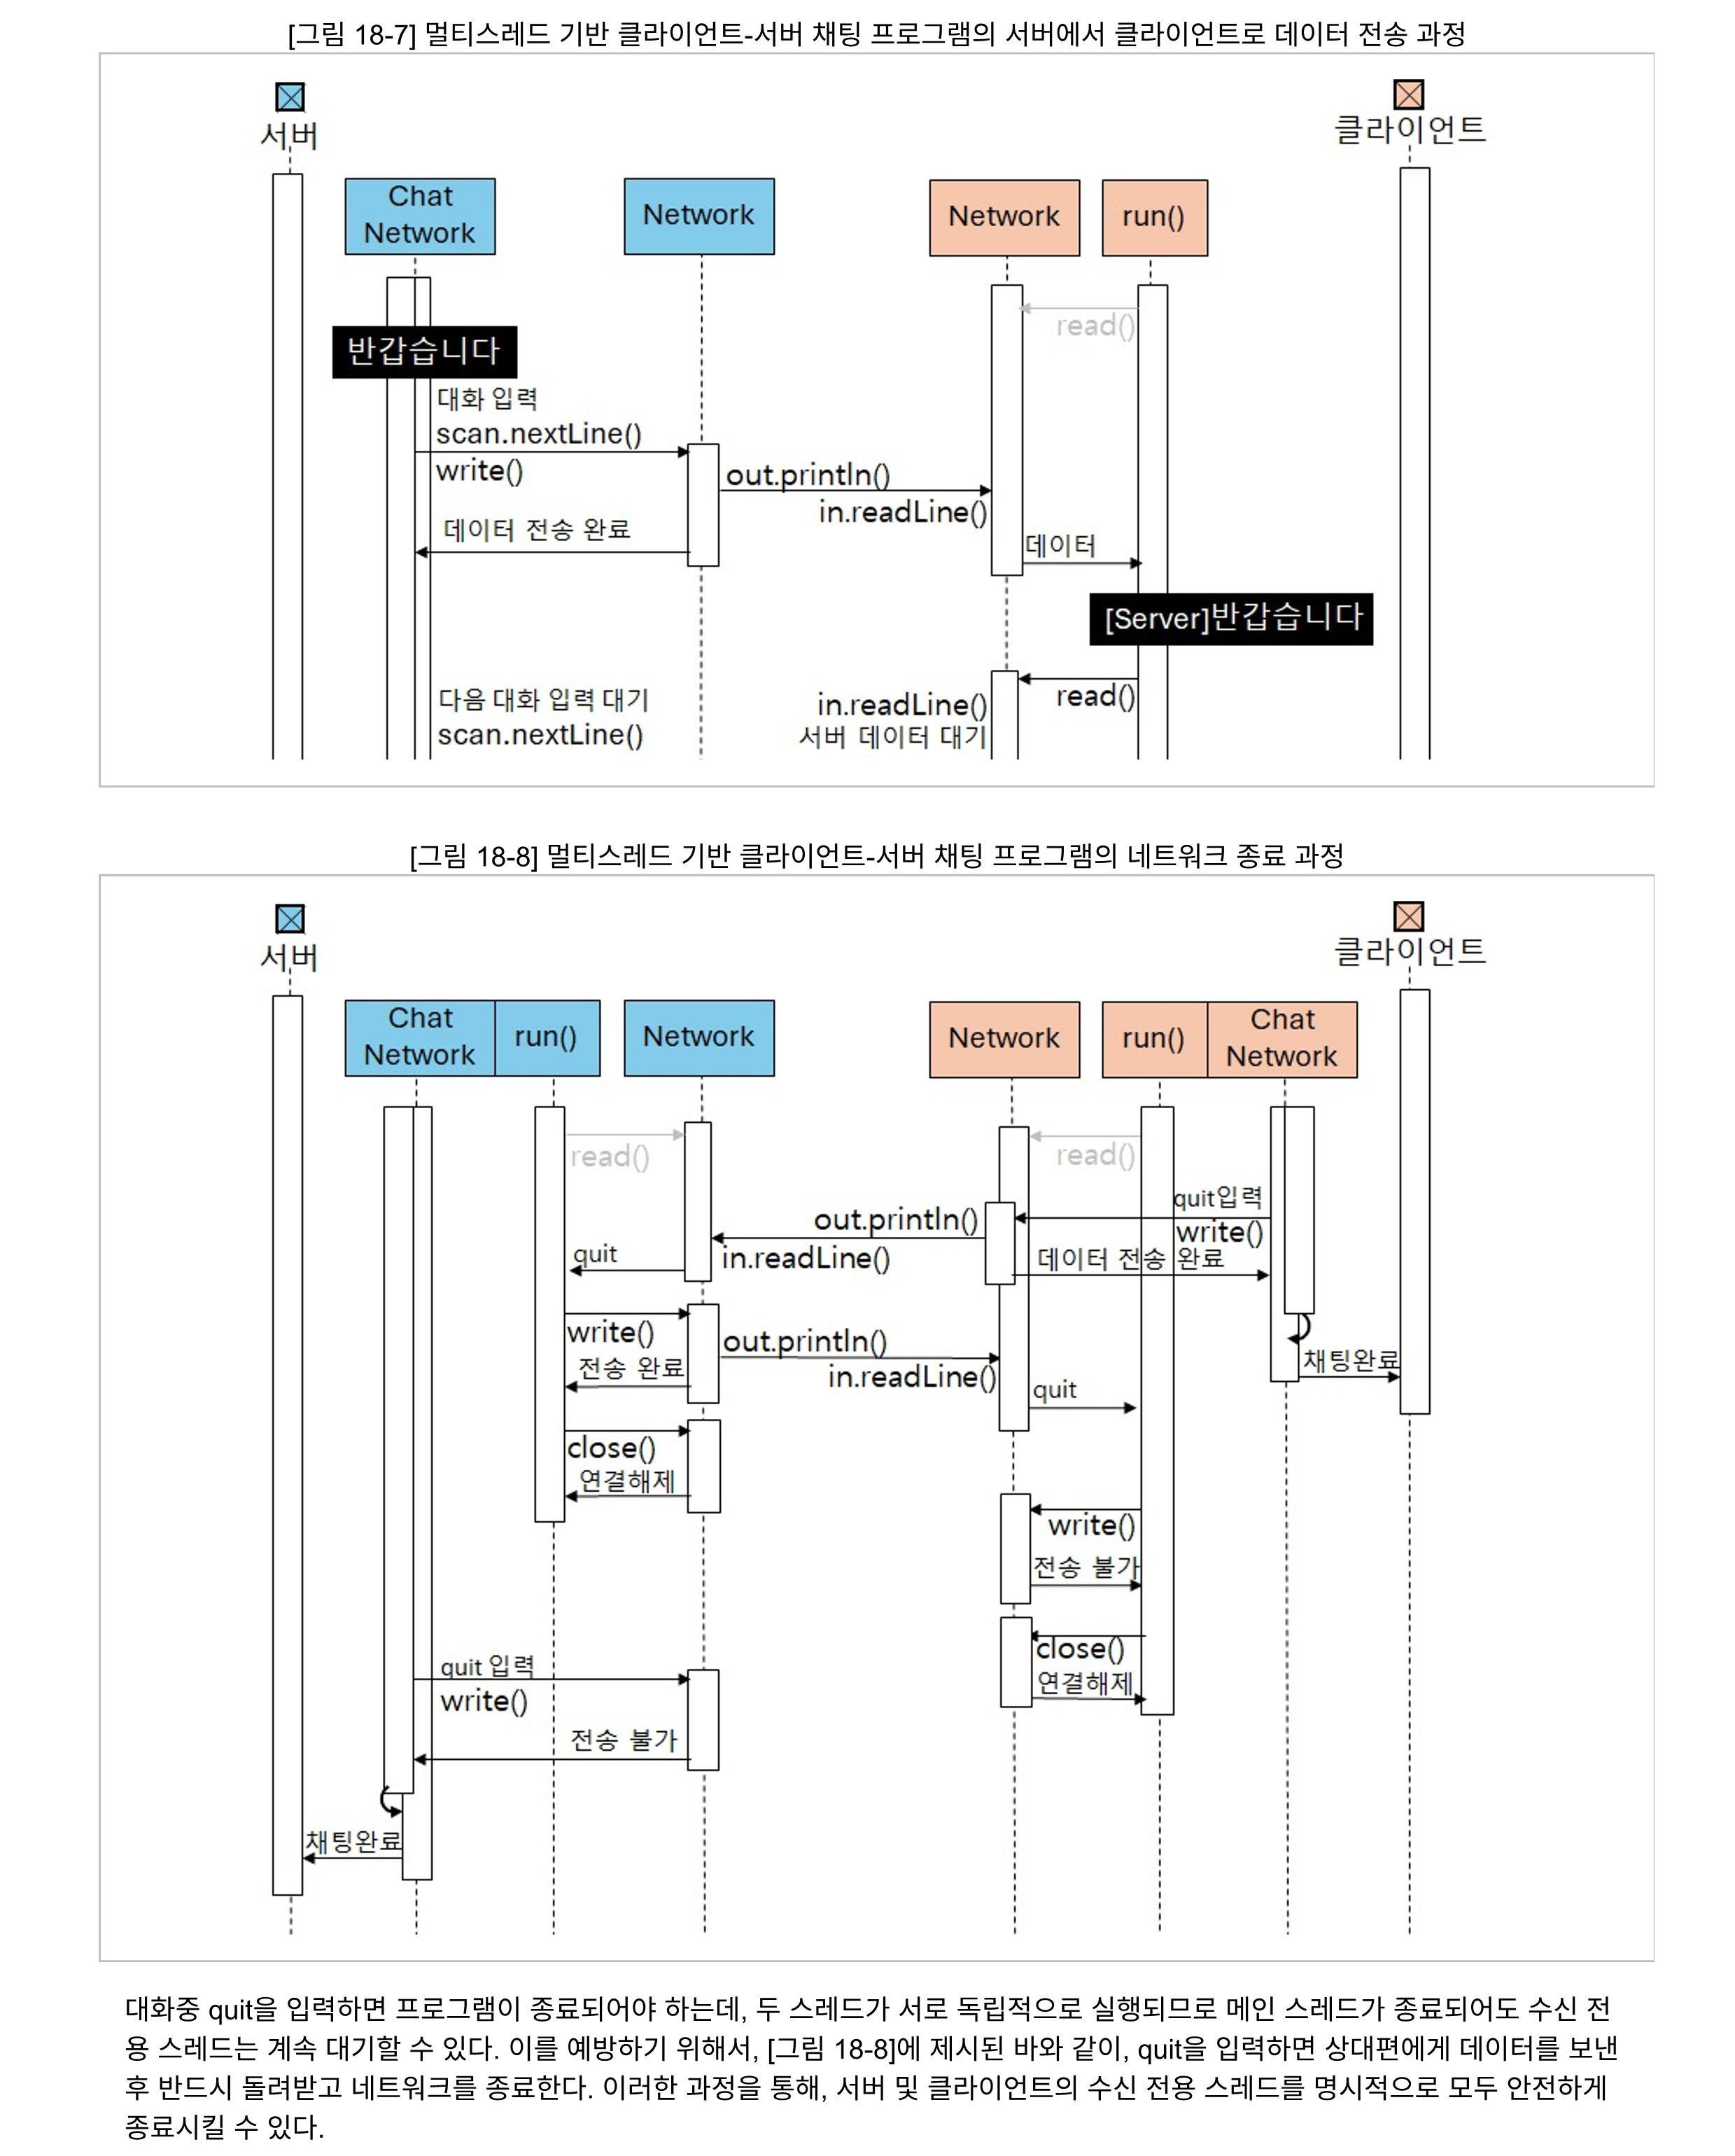 [그림 18-7] 멀티스레드 기반 클라이언트-서버 채팅 프로그램의 서버에서 클라이언트로 데이터 전송 과정
서버
클라이언트
Chat
Network
Network
Network
run()
read()
반갑습니다
대화 입력
scan.nextLine()
write()
out.println()
in.readLine()
데이터 전송 완료
데이터
[Server]반갑습니다
read()
다음 대화 입력 대기
scan.nextLine()
in.readLine()
서버 데이터 대기
[그림 18-8] 멀티스레드 기반 클라이언트-서버 채팅 프로그램의 네트워크 종료 과정
서버
클라이언트
Chat
Network
run()
Network
Network
run()
Chat
Network
read()
read()
quit입력
write()
out.println()
in.readLine()
quit
데이터 전송 완료
write()
전송 완료
out.println()
in.readLine()
채팅완료
quit
close()
연결해제
write()
전송 불가
close()
연결해제
quit 입력
write()
전송 불가
채팅완료
대화중 quit을 입력하면 프로그램이 종료되어야 하는데, 두 스레드가 서로 독립적으로 실행되므로 메인 스레드가 종료되어도 수신 전
용 스레드는 계속 대기할 수 있다. 이를 예방하기 위해서, [그림 18-8]에 제시된 바와 같이, quit을 입력하면 상대편에게 데이터를 보낸
후 반드시 돌려받고 네트워크를 종료한다. 이러한 과정을 통해, 서버 및 클라이언트의 수신 전용 스레드를 명시적으로 모두 안전하게
종료시킬 수 있다.